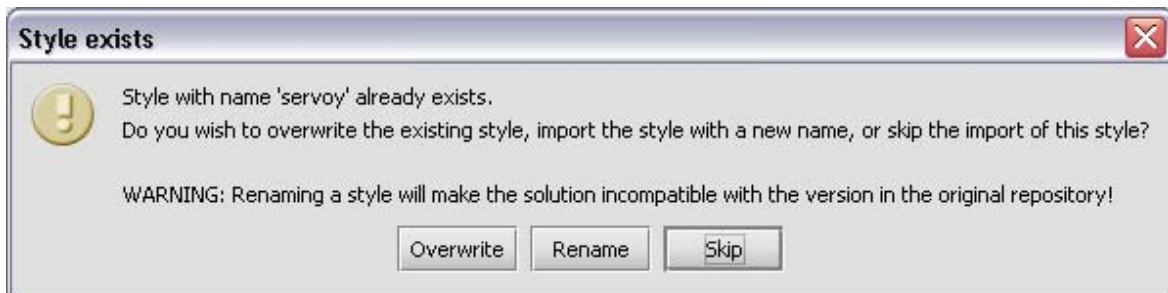 Style exists
Style with name 'servoy' already exists.
Do you wish to overwrite the existing style, import the style with a new name, or skip the import of this style?
WARNING: Renaming a style will make the solution incompatible with the version in the original repository!
Overwrite Rename Skip